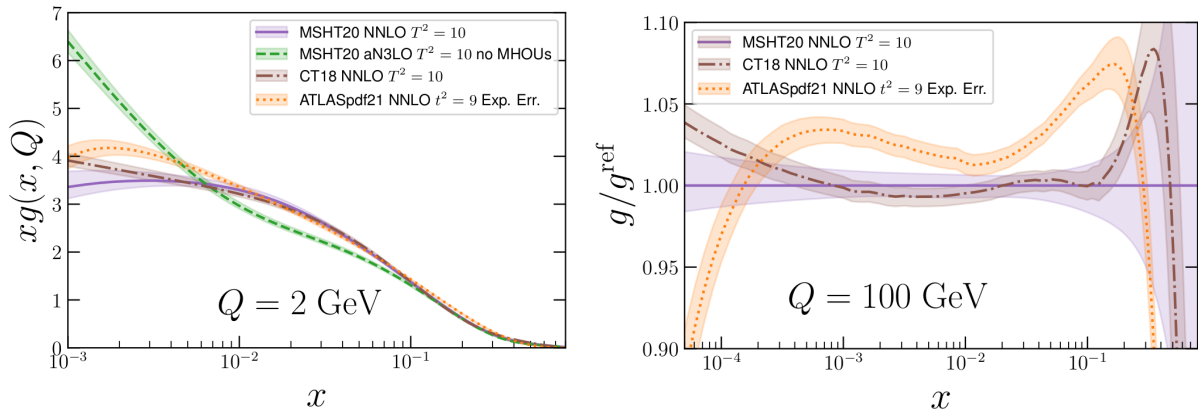 MSHT20 NNLO T² = 10
MSHT20 aN3LO T² = 10 no MHOUs
CT18 NNLO T² = 10
ATLASpdf21 NNLO t² = 9 Exp. Err.
7
6
5
4
3
2
1
0
xg(x, Q)
Q = 2 GeV
10⁻³
10⁻²
10⁻¹
x
MSHT20 NNLO T² = 10
CT18 NNLO T² = 10
ATLASpdf21 NNLO t² = 9 Exp. Err.
1.10
1.05
1.00
0.95
0.90
g/g^ref
Q = 100 GeV
10⁻⁴
10⁻³
10⁻²
10⁻¹
x